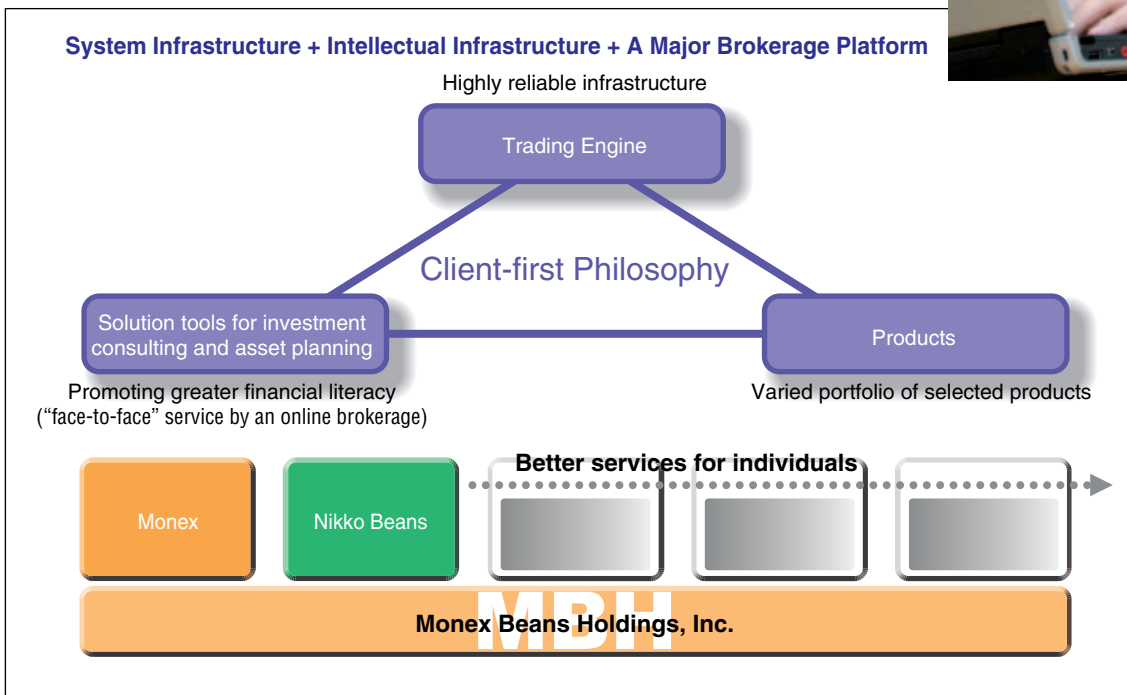 System Infrastructure + Intellectual Infrastructure + A Major Brokerage Platform
Highly reliable infrastructure
Trading Engine
Client-first Philosophy
Solution tools for investment
consulting and asset planning
Products
Promoting greater financial literacy
(“face-to-face” service by an online brokerage)
Varied portfolio of selected products
Better services for individuals
Monex
Nikko Beans
MBH
Monex Beans Holdings, Inc.